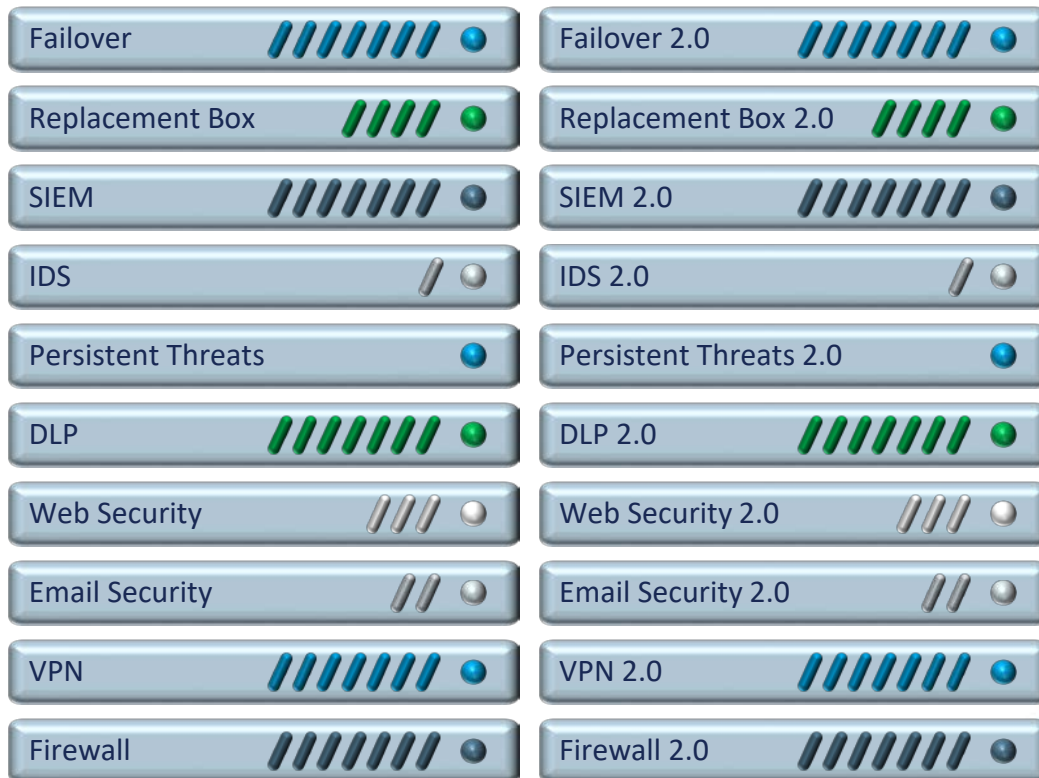 Failover
Failover 2.0
Replacement Box
Replacement Box 2.0
SIEM
SIEM 2.0
IDS
IDS 2.0
Persistent Threats
Persistent Threats 2.0
DLP
DLP 2.0
Web Security
Web Security 2.0
Email Security
Email Security 2.0
VPN
VPN 2.0
Firewall
Firewall 2.0